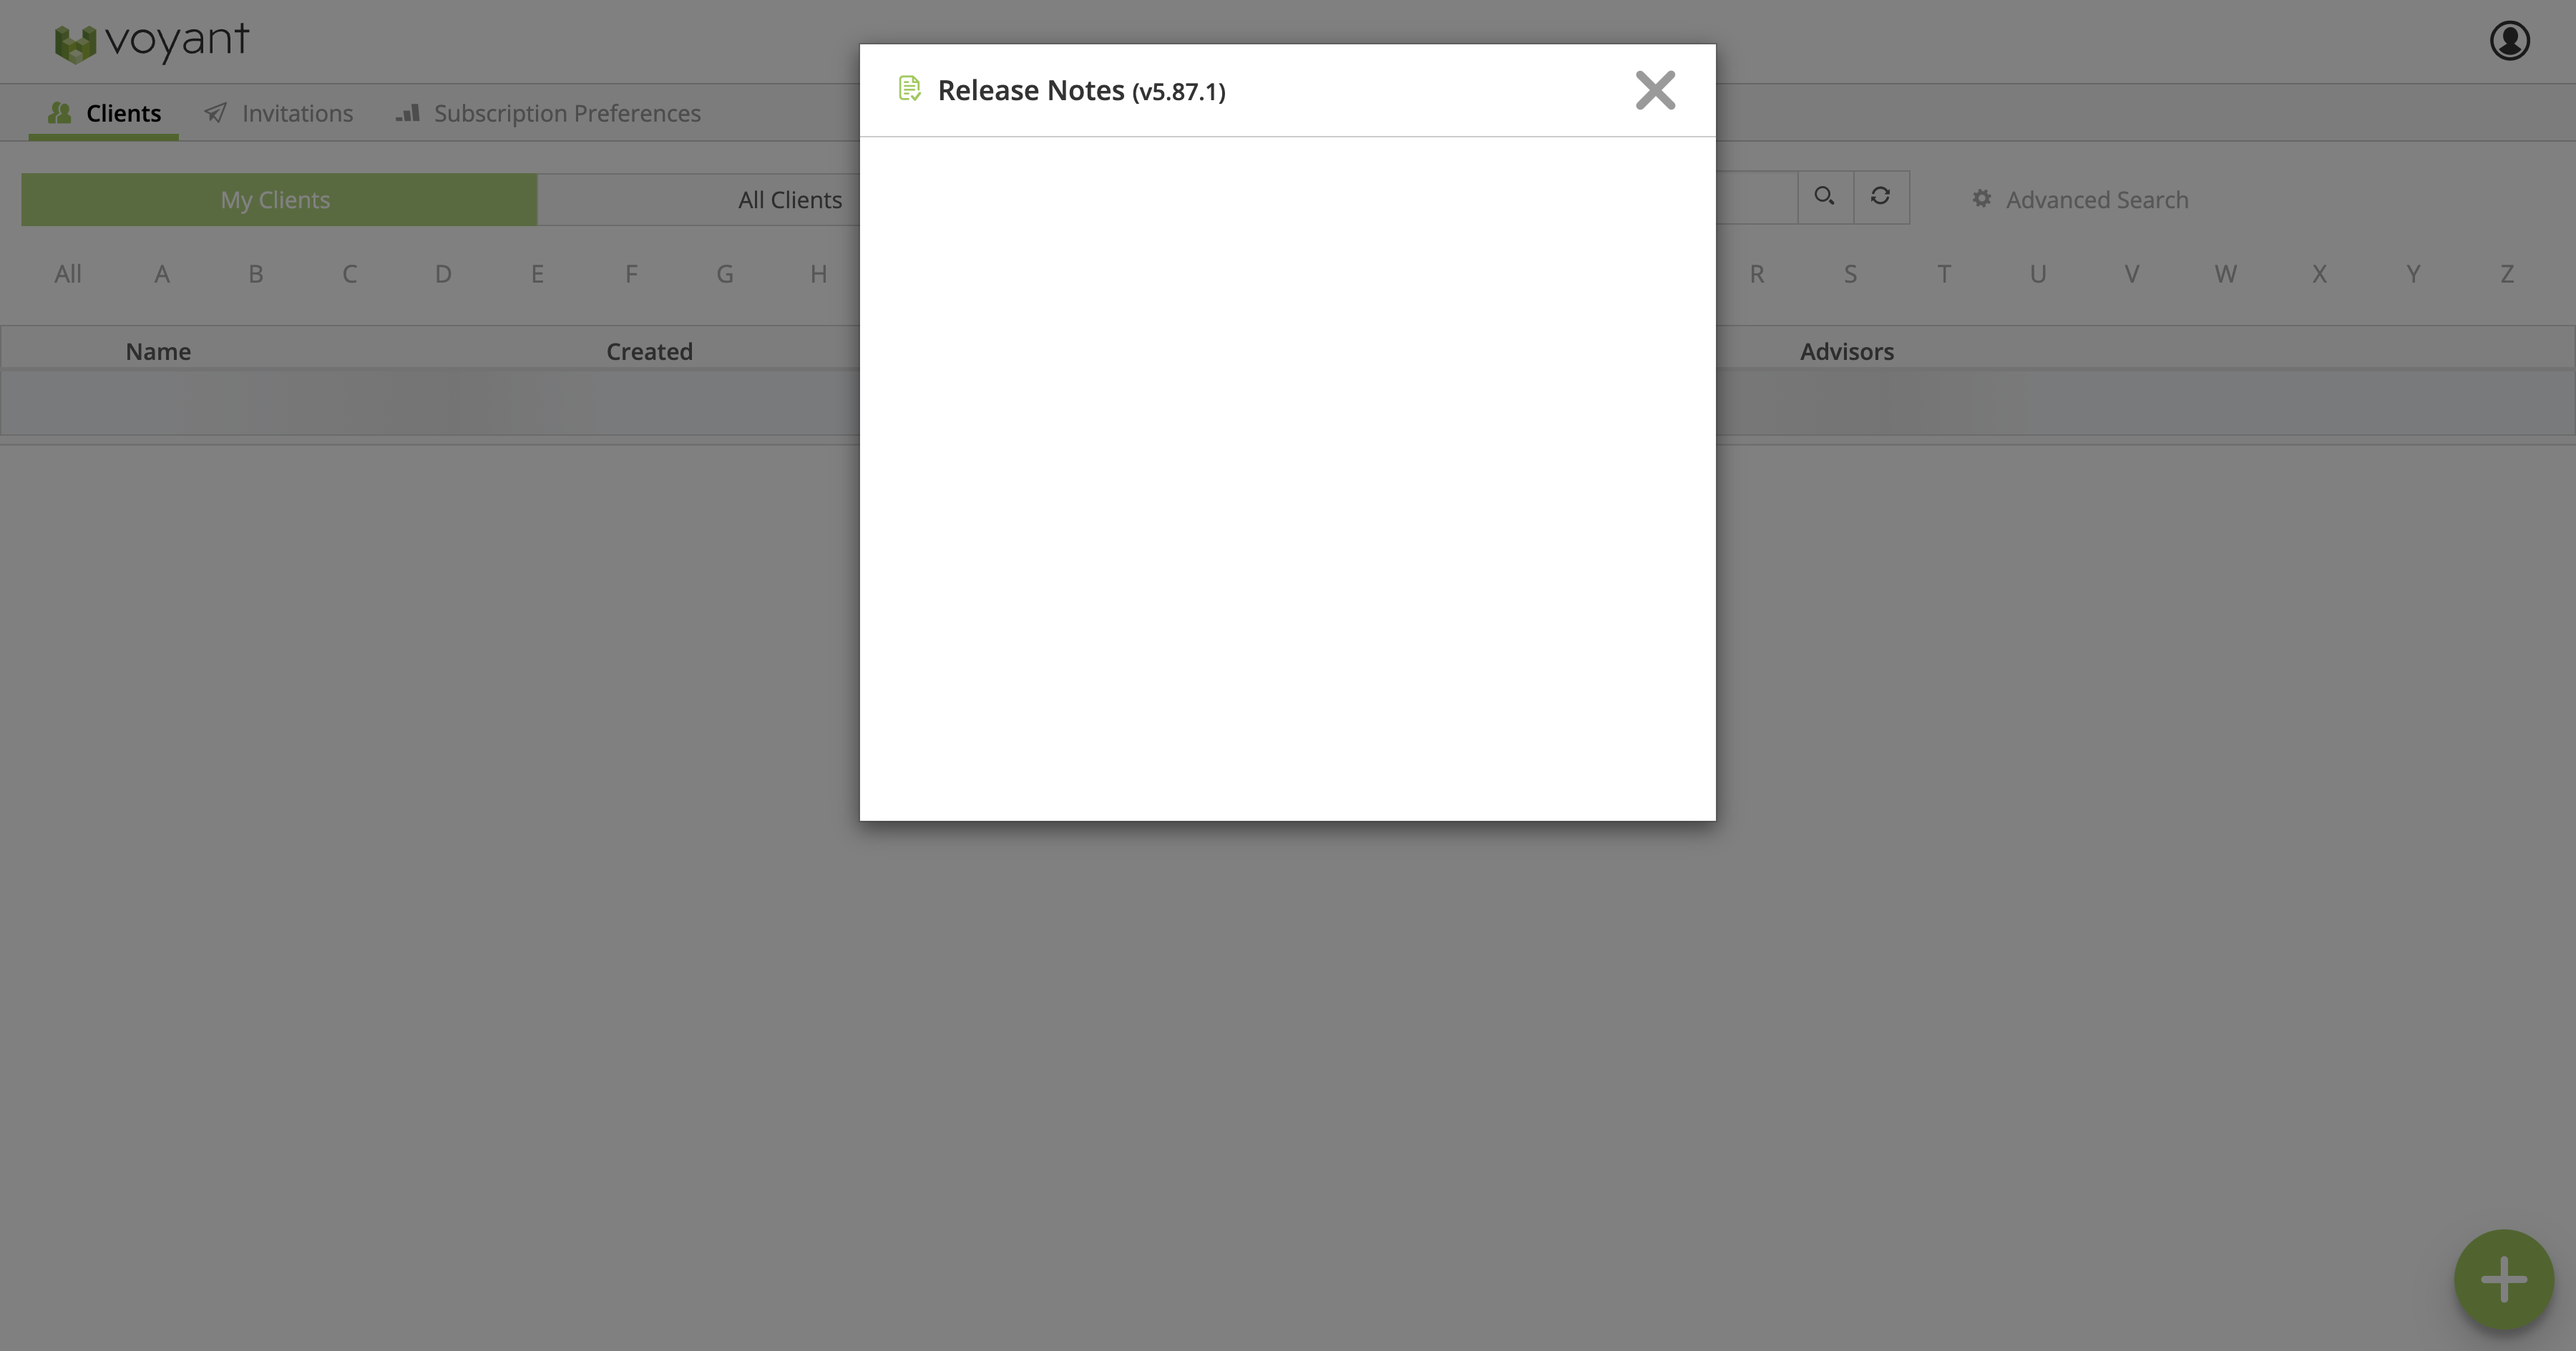 voyant
Release Notes (v5.87.1)
Clients Invitations Subscription Preferences
My Clients All Clients Advanced Search
All A B C D E F G H R S T U V W X Y Z
Name Created Advisors